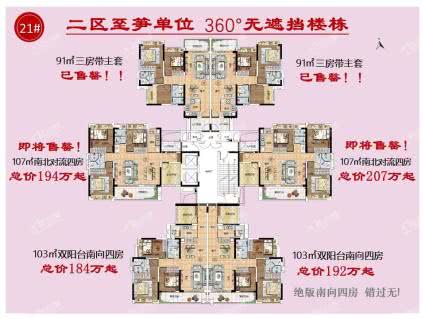 21#
二区至笋单位 360°无遮挡楼栋
91㎡三房带主套
已售罄！！
91㎡三房带主套
已售罄！！
即将售罄！
107㎡南北对流四房
总价194万起
即将售罄！
107㎡南北对流四房
总价207万起
103㎡双阳台南向四房
总价184万起
103㎡双阳台南向四房
总价192万起
绝版南向四房 错过无!